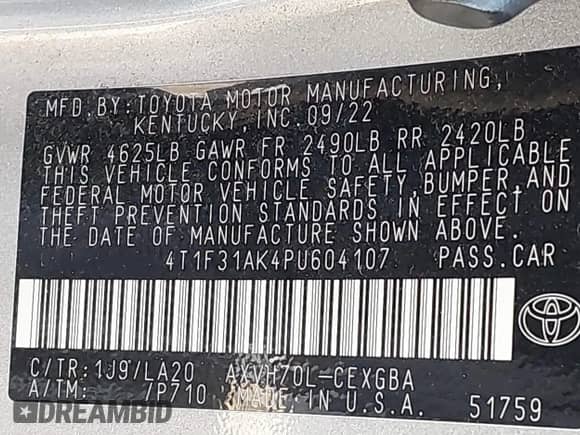 MFD. BY: TOYOTA MOTOR MANUFACTURING,
KENTUCKY, INC. 09/22
GVWR 4625LB GAWR FR 2490LB RR 2420LB
THIS VEHICLE CONFORMS TO ALL APPLICABLE
FEDERAL MOTOR VEHICLE SAFETY, BUMPER, AND
THEFT PREVENTION STANDARDS IN EFFECT ON
THE DATE OF MANUFACTURE SHOWN ABOVE.
4T1F31AK4PU604107 PASS. CAR
C/TR: 1J9/LA20 AXVH70L-CEXGBA
A/TM: /P710 MADE IN U.S.A. 51759